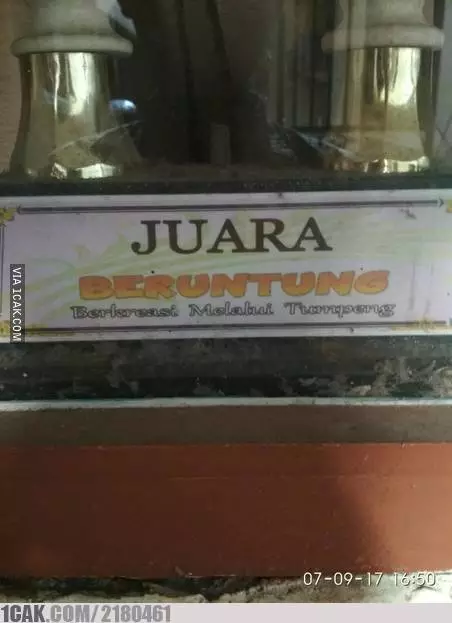 JUARA
BERUNTUNG
Berkreasi Melalui Tumpeng
VIA 1CAK.COM
07-09-17 16:50
1CAK.COM/2180461